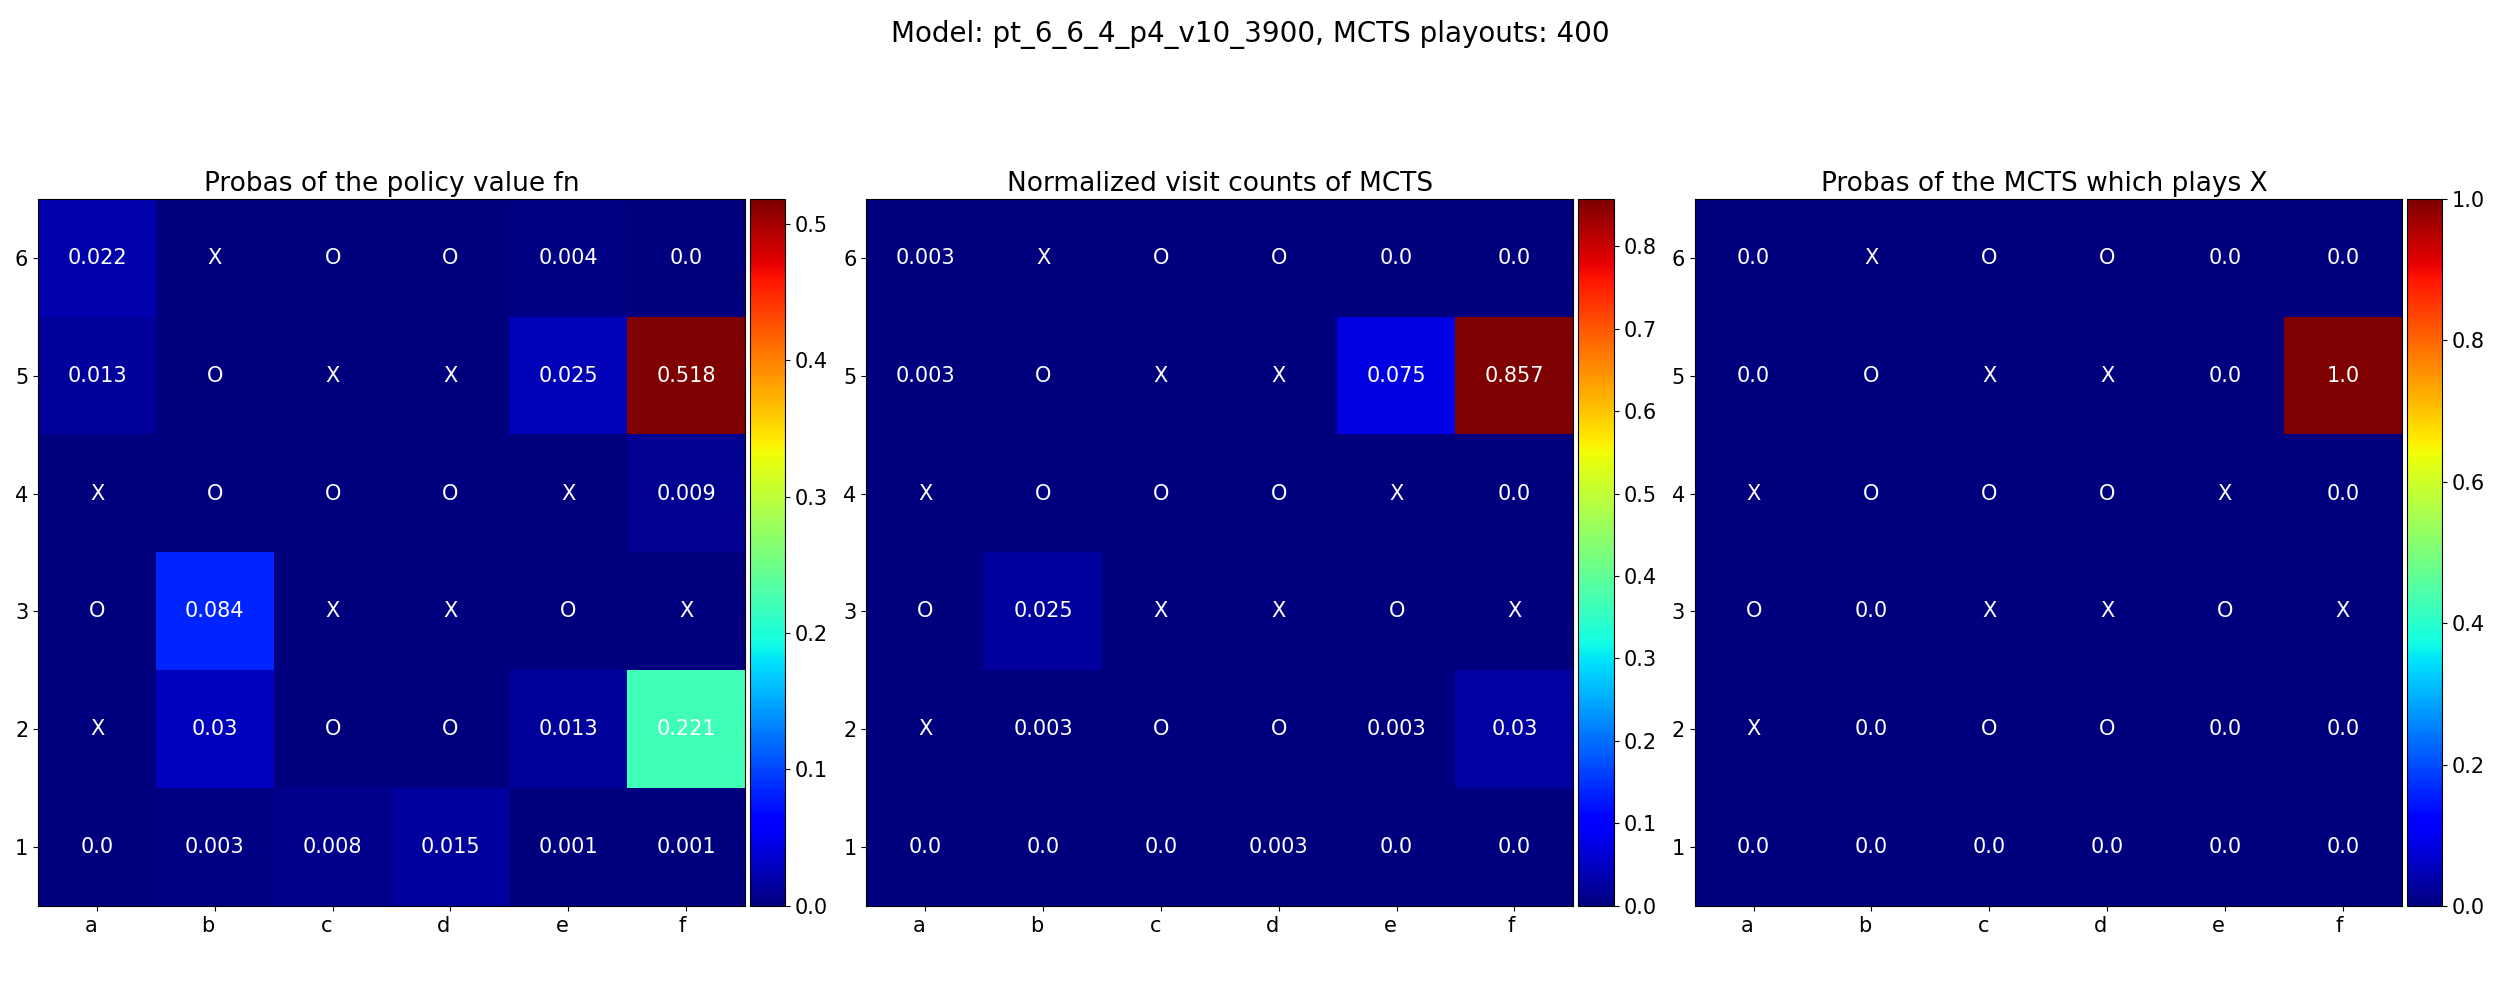 Model: pt_6_6_4_p4_v10_3900, MCTS playouts: 400
Probas of the policy value fn
6 0.022 X O O 0.004 0.0
5 0.013 O X X 0.025 0.518
4 X O O O X 0.009
3 O 0.084 X X O X
2 X 0.03 O O 0.013 0.221
1 0.0 0.003 0.008 0.015 0.001 0.001
a b c d e f
0.5
0.4
0.3
0.2
0.1
0.0
Normalized visit counts of MCTS
6 0.003 X O O 0.0 0.0
5 0.003 O X X 0.075 0.857
4 X O O O X 0.0
3 O 0.025 X X O X
2 X 0.003 O O 0.003 0.03
1 0.0 0.0 0.0 0.003 0.0 0.0
a b c d e f
0.8
0.7
0.6
0.5
0.4
0.3
0.2
0.1
0.0
Probas of the MCTS which plays X
6 0.0 X O O 0.0 0.0
5 0.0 O X X 0.0 1.0
4 X O O O X 0.0
3 O 0.0 X X O X
2 X 0.0 O O 0.0 0.0
1 0.0 0.0 0.0 0.0 0.0 0.0
a b c d e f
1.0
0.8
0.6
0.4
0.2
0.0